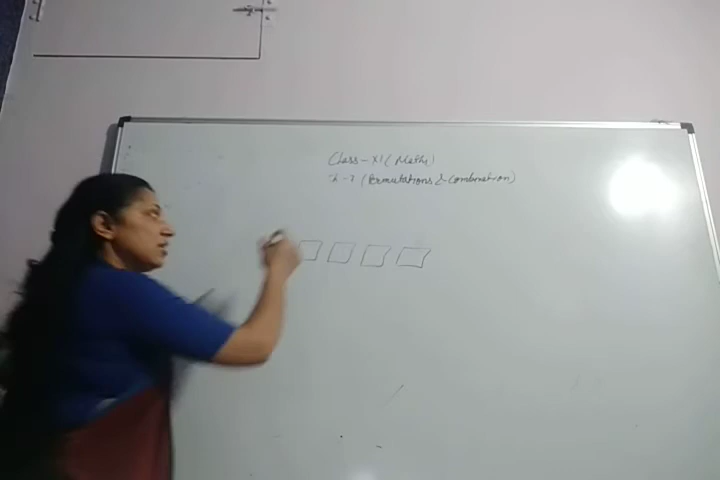 Class - XI (Maths)
Ch - 7 (Permutations & Combination)